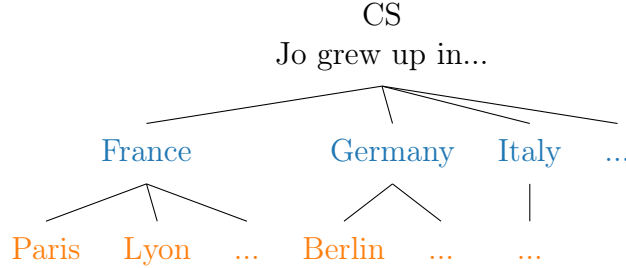 CS
Jo grew up in...
France Germany Italy ...
Paris Lyon ... Berlin ... ...